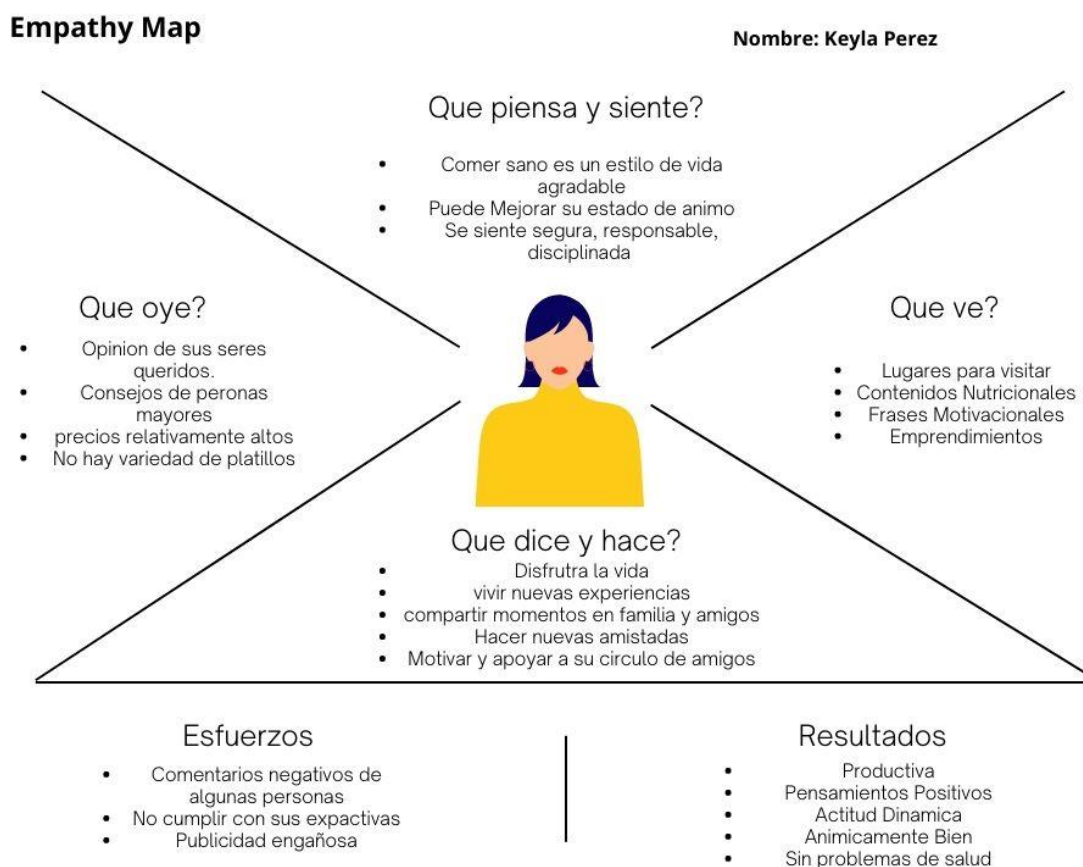 Empathy Map
Nombre: Keyla Perez
Que piensa y siente?
• Comer sano es un estilo de vida
agradable
• Puede Mejorar su estado de animo
• Se siente segura, responsable,
disciplinada
Que oye?
• Opinion de sus seres
queridos.
• Consejos de peronas
mayores
• precios relativamente altos
• No hay variedad de platillos
Que ve?
• Lugares para visitar
• Contenidos Nutricionales
• Frases Motivacionales
• Emprendimientos
Que dice y hace?
• Disfrutra la vida
• vivir nuevas experiencias
• compartir momentos en familia y amigos
• Hacer nuevas amistadas
• Motivar y apoyar a su circulo de amigos
Esfuerzos
• Comentarios negativos de
algunas personas
• No cumplir con sus expactivas
• Publicidad engañosa
Resultados
• Productiva
• Pensamientos Positivos
• Actitud Dinamica
• Animicamente Bien
• Sin problemas de salud